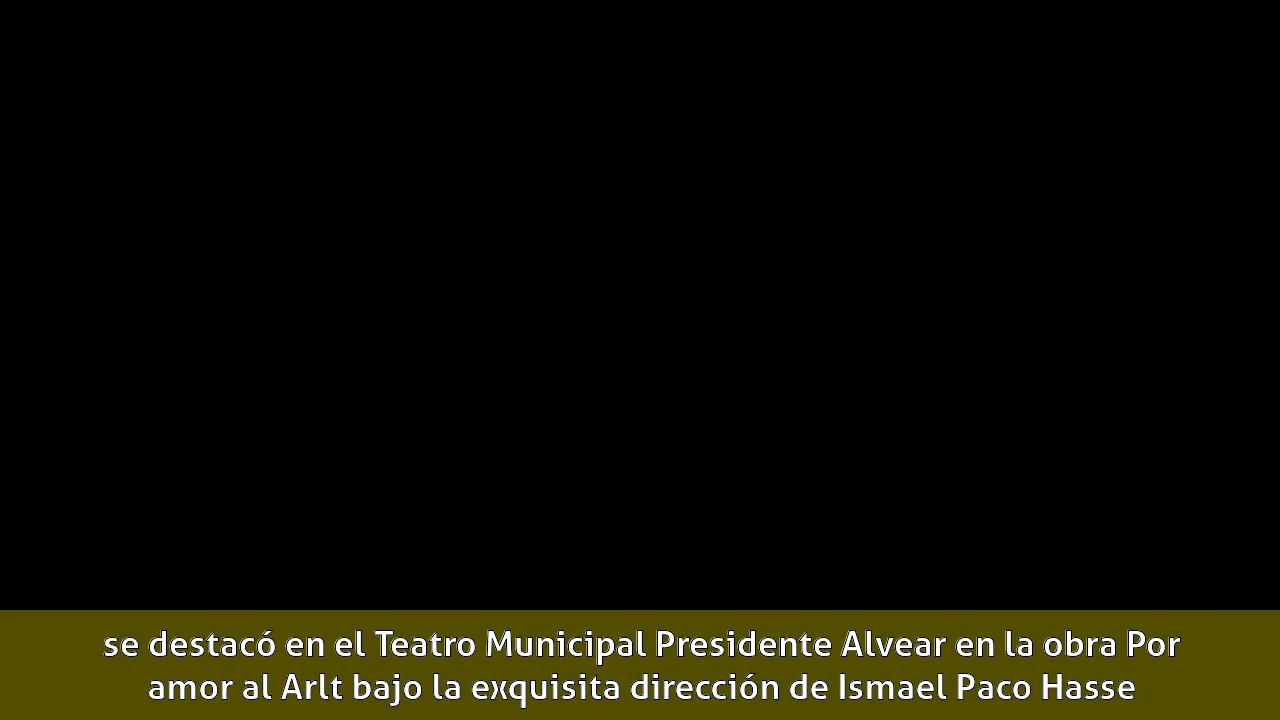 se destacó en el Teatro Municipal Presidente Alvear en la obra Por
amor al Arlt bajo la exquisita dirección de Ismael Paco Hasse